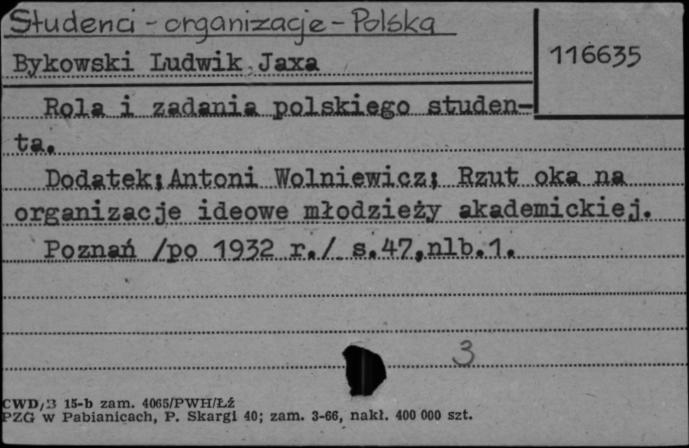 Studenci - organizacje - Polska
Bykowski Ludwik Jaxa
116635
Rola i zadania polskiego studen-
ta.
Dodatek: Antoni Wolniewicz: Rzut oka na
organizacje ideowe młodzieży akademickiej.
Poznań /po 1932 r./ s.47,nlb.1.
3
CWD/3 15-b zam. 4065/PWH/Łź
PZG w Pabianicach, P. Skargi 40; zam. 3-66, nakł. 400 000 szt.